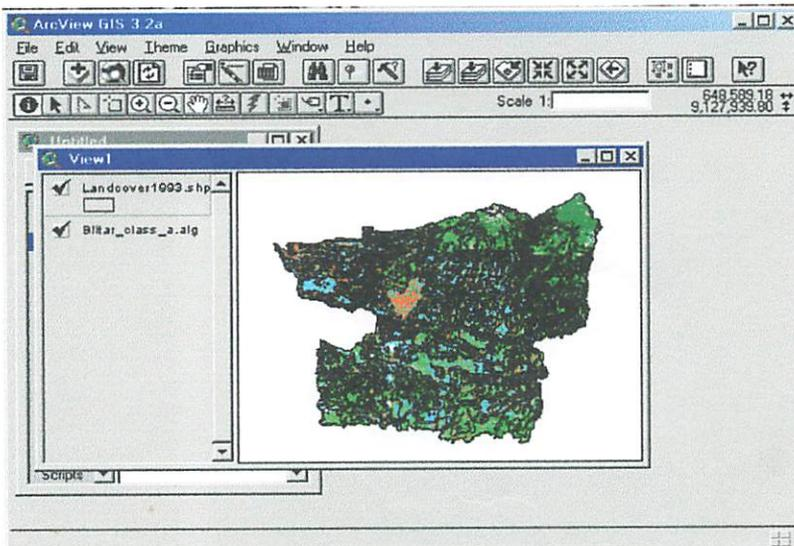 ArcView GIS 3.2a
File Edit View Theme Graphics Window Help
Scale 1:
648,589.18
9,127,939.80
Untitled
View1
Landcover1993.shp
Blitar_class_a.alg
Scripts